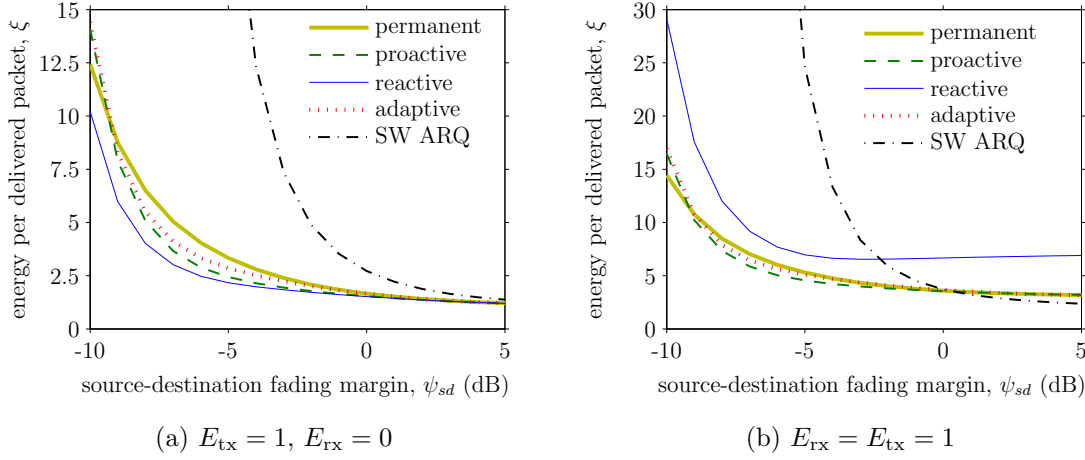 energy per delivered packet, ξ
15
12.5
10
7.5
5
2.5
0
-10
-5
0
5
permanent
proactive
reactive
adaptive
SW ARQ
source-destination fading margin, ψsd (dB)
(a) Etx = 1, Erx = 0
energy per delivered packet, ξ
30
25
20
15
10
5
0
-10
-5
0
5
permanent
proactive
reactive
adaptive
SW ARQ
source-destination fading margin, ψsd (dB)
(b) Erx = Etx = 1